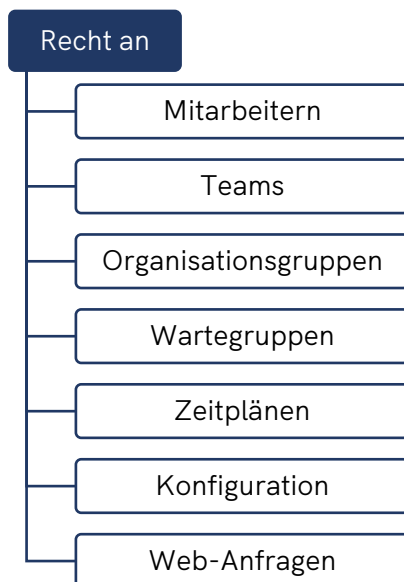 Recht an
Mitarbeitern
Teams
Organisationsgruppen
Wartegruppen
Zeitplänen
Konfiguration
Web-Anfragen